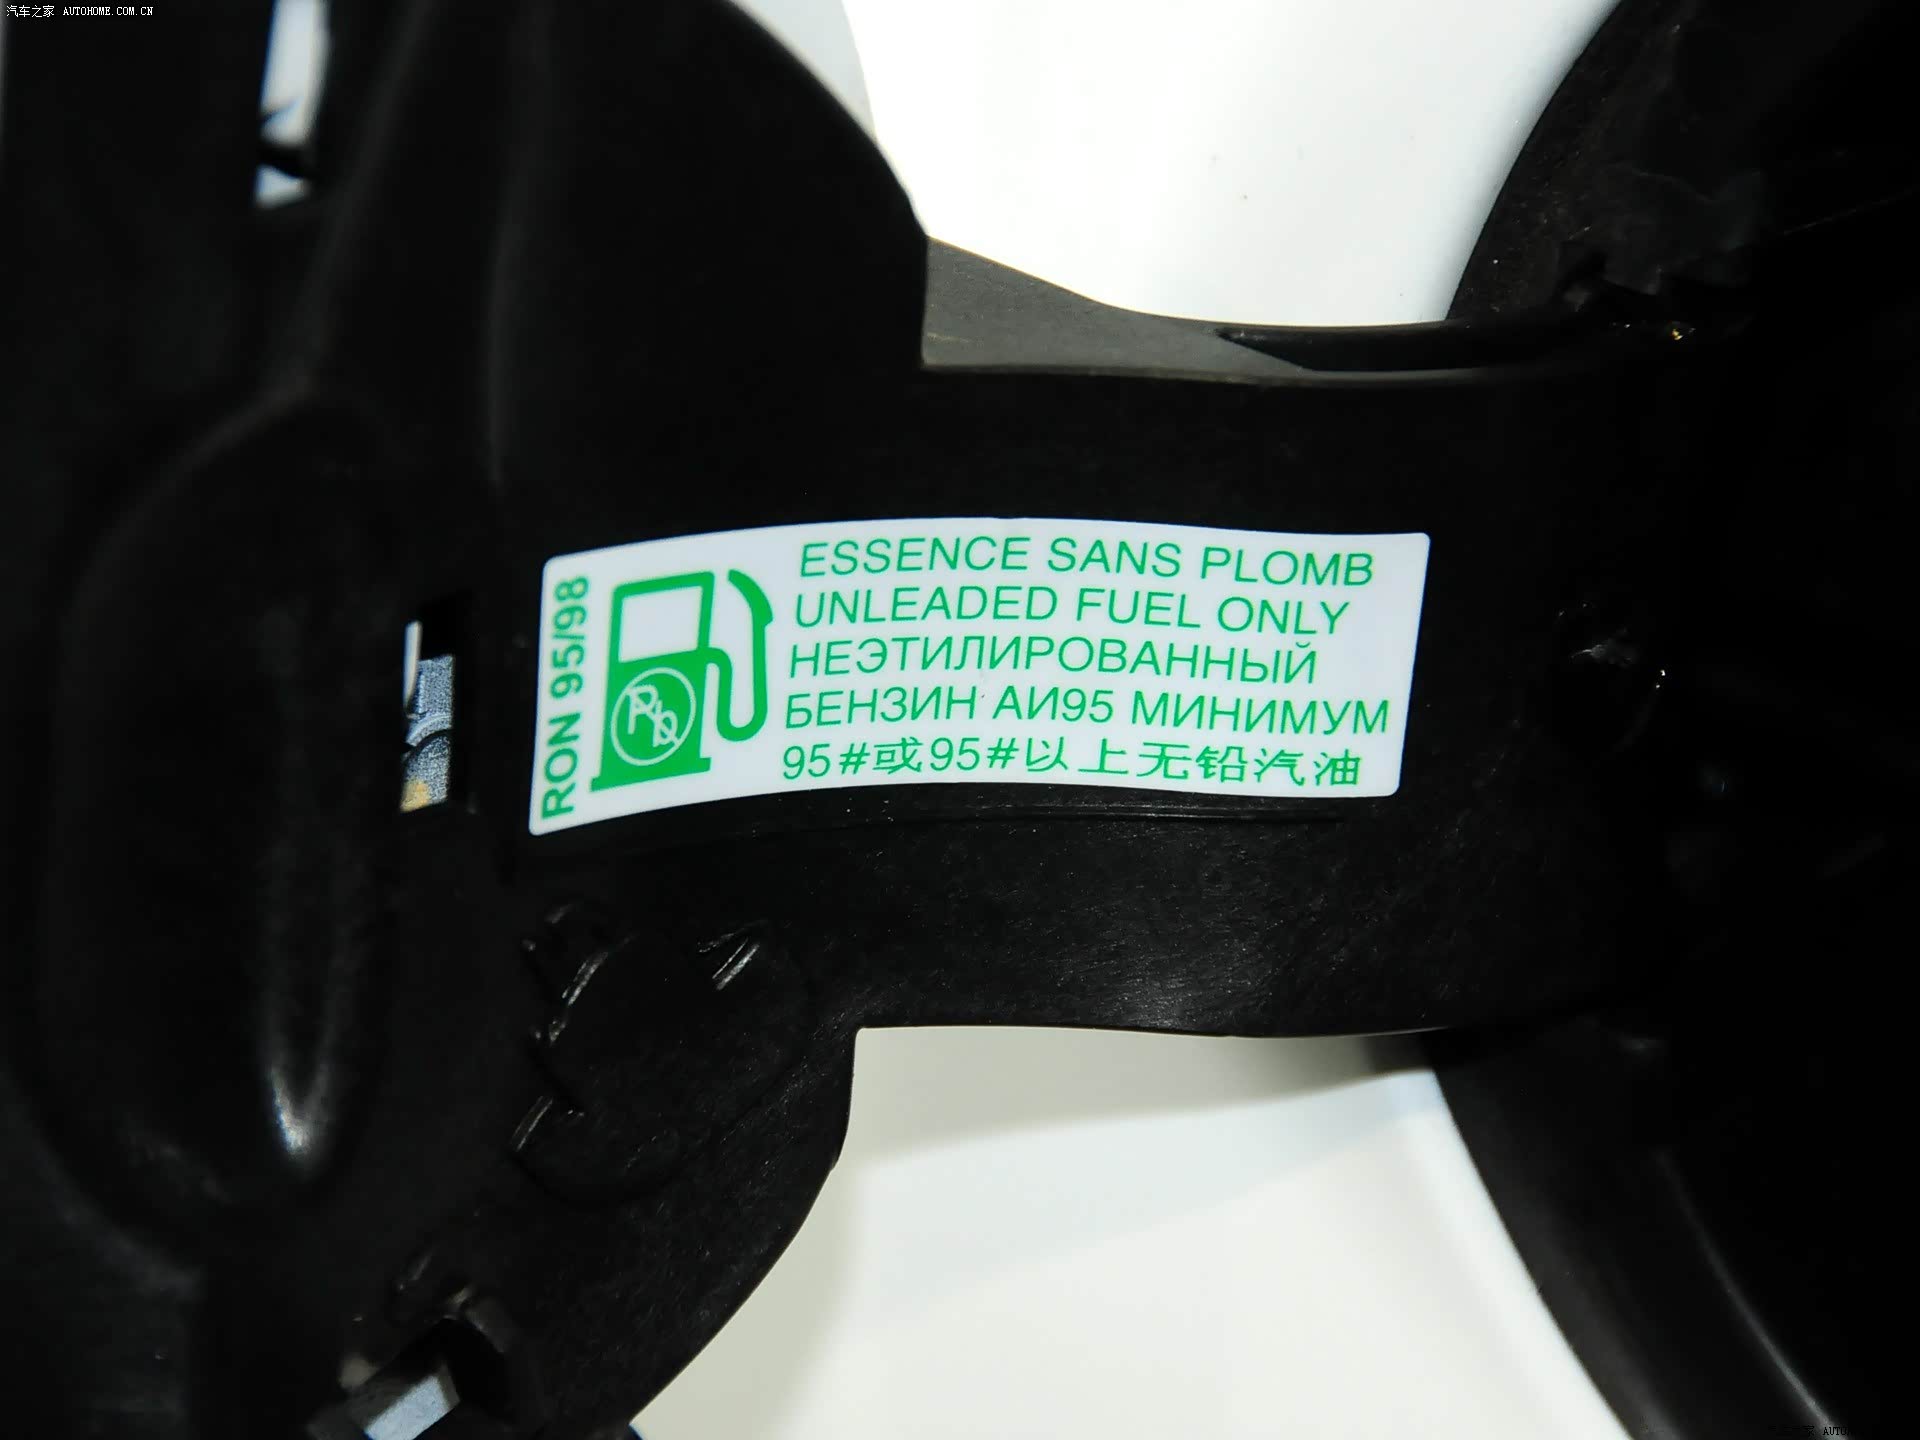 汽车之家 AUTOHOME.COM.CN
RON 95/98
Pb
ESSENCE SANS PLOMB
UNLEADED FUEL ONLY
НЕЭТИЛИРОВАННЫЙ
БЕНЗИН АИ95 МИНИМУМ
95#或95#以上无铅汽油